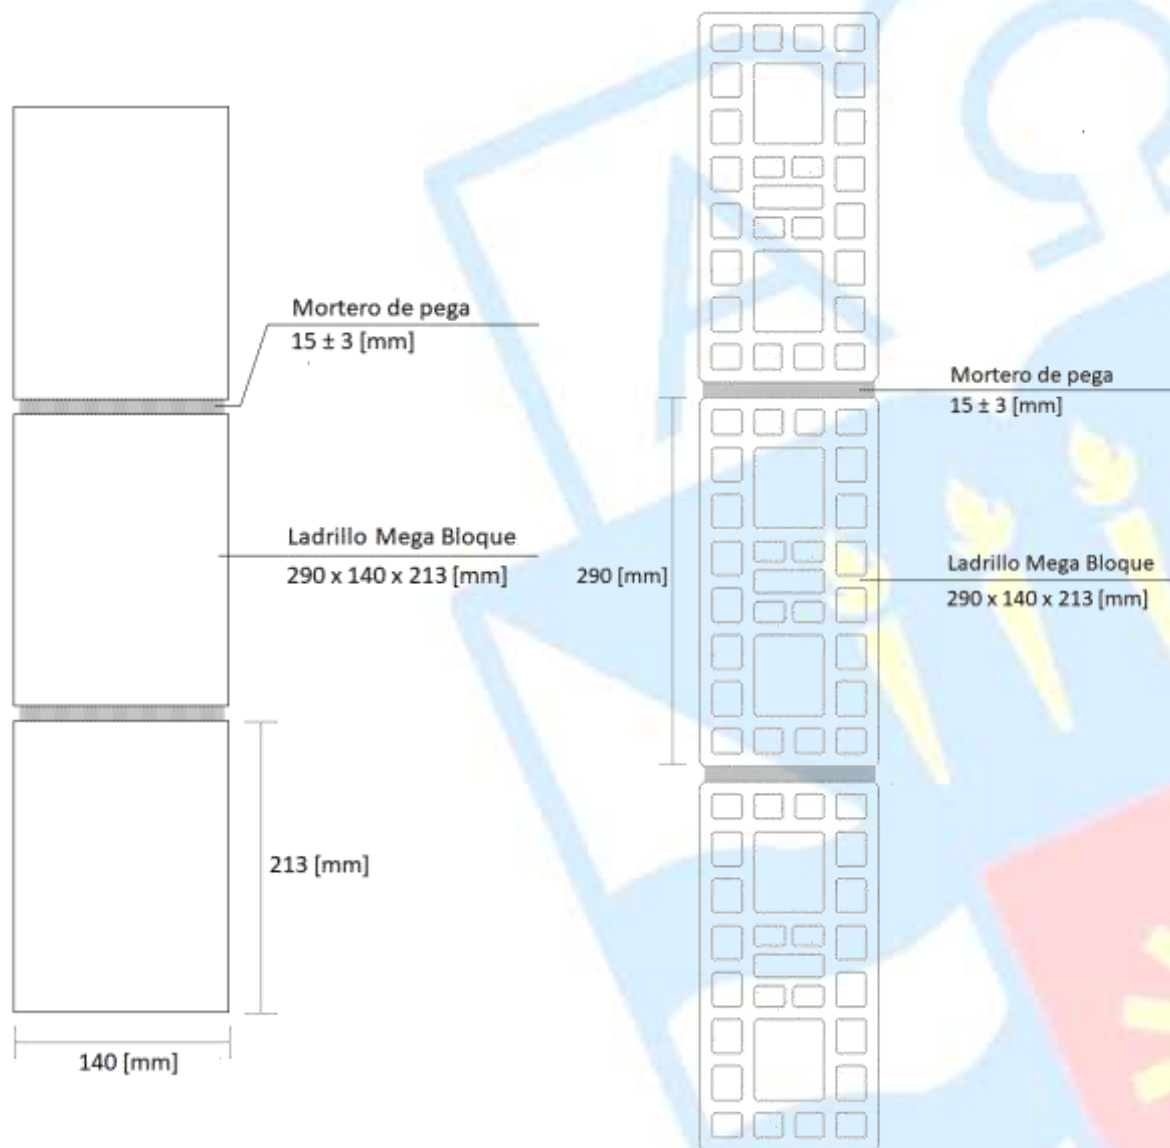 Mortero de pega
15 ± 3 [mm]
Ladrillo Mega Bloque
290 x 140 x 213 [mm]
213 [mm]
140 [mm]
Mortero de pega
15 ± 3 [mm]
290 [mm]
Ladrillo Mega Bloque
290 x 140 x 213 [mm]